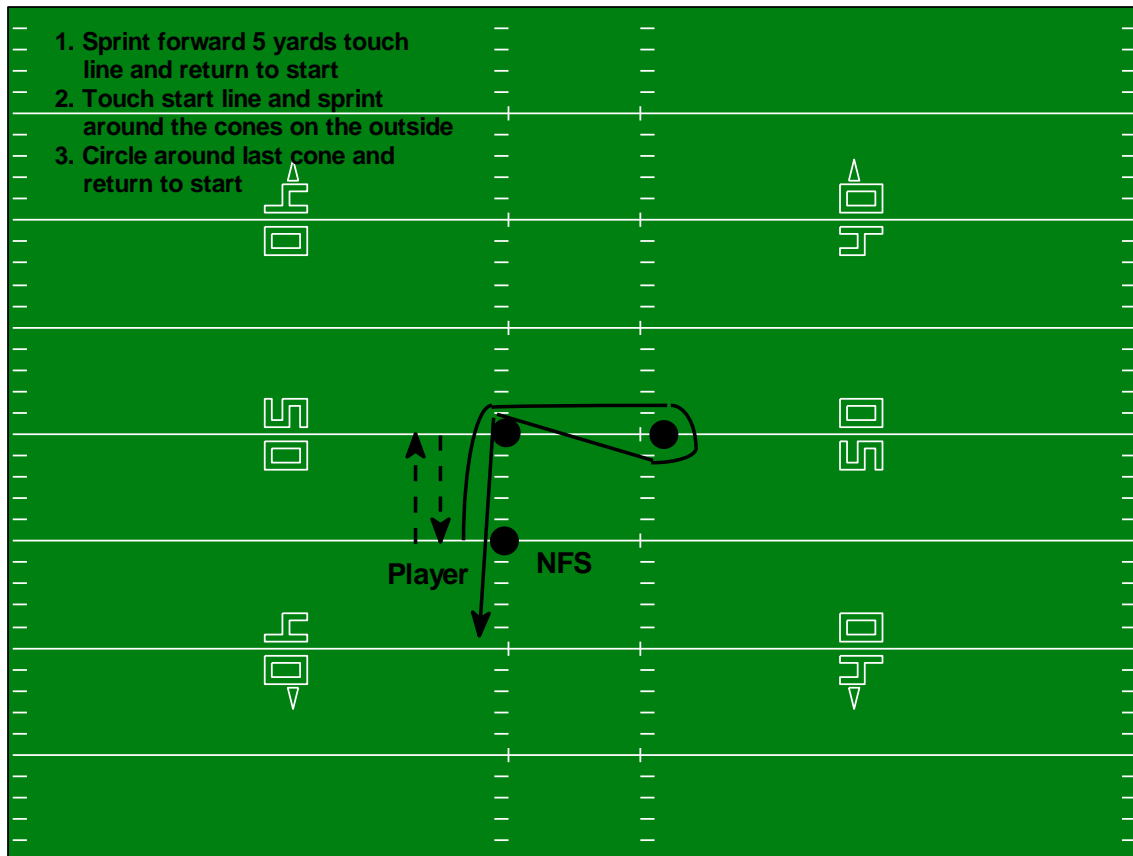 1. Sprint forward 5 yards touch
line and return to start
2. Touch start line and sprint
around the cones on the outside
3. Circle around last cone and
return to start
40
40
50
50
Player
NFS
40
40